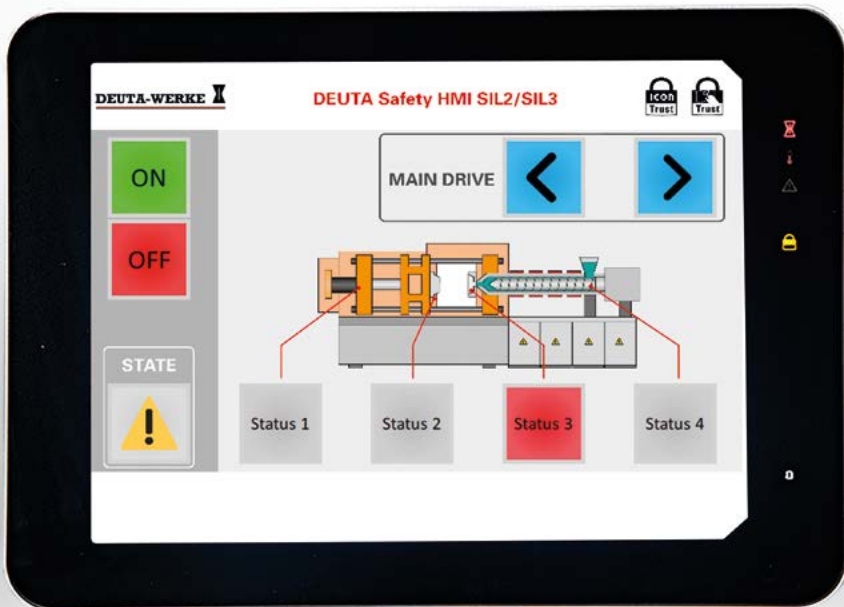 DEUTA-WERKE
DEUTA Safety HMI SIL2/SIL3
icon
Trust
Trust
ON
MAIN DRIVE
OFF
STATE
Status 1
Status 2
Status 3
Status 4